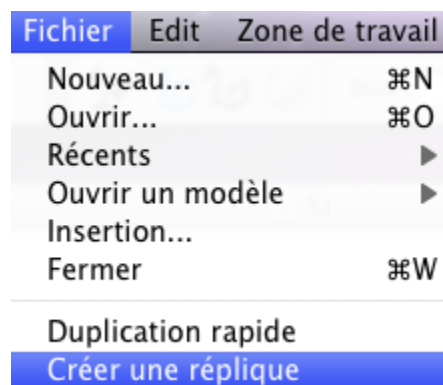 Fichier Edit Zone de travail
Nouveau... ⌘N
Ouvrir... ⌘O
Récents ▶
Ouvrir un modèle ▶
Insertion...
Fermer ⌘W
Duplication rapide
Créer une réplique